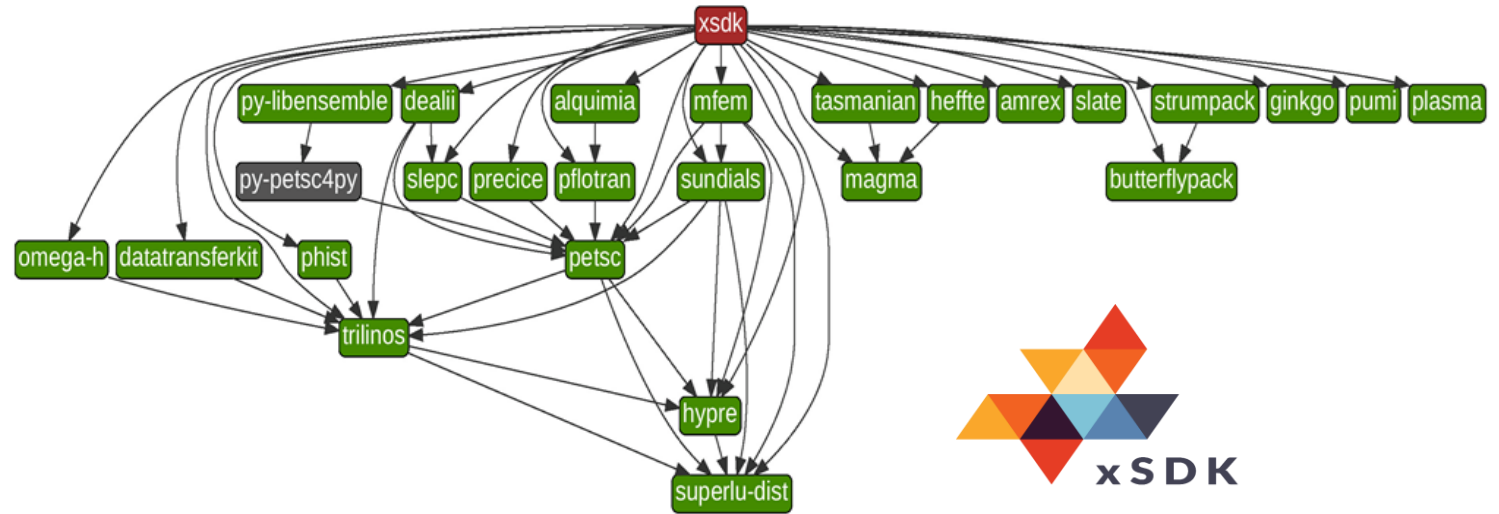 xsdk
py-libensemble
dealii
alquimia
mfem
tasmanian
heffte
amrex
slate
strumpack
ginkgo
pumi
plasma
py-petsc4py
slepc
precice
pflotran
sundials
magma
butterflypack
omega-h
datatransferkit
phist
petsc
trilinos
hypre
xSDK
superlu-dist